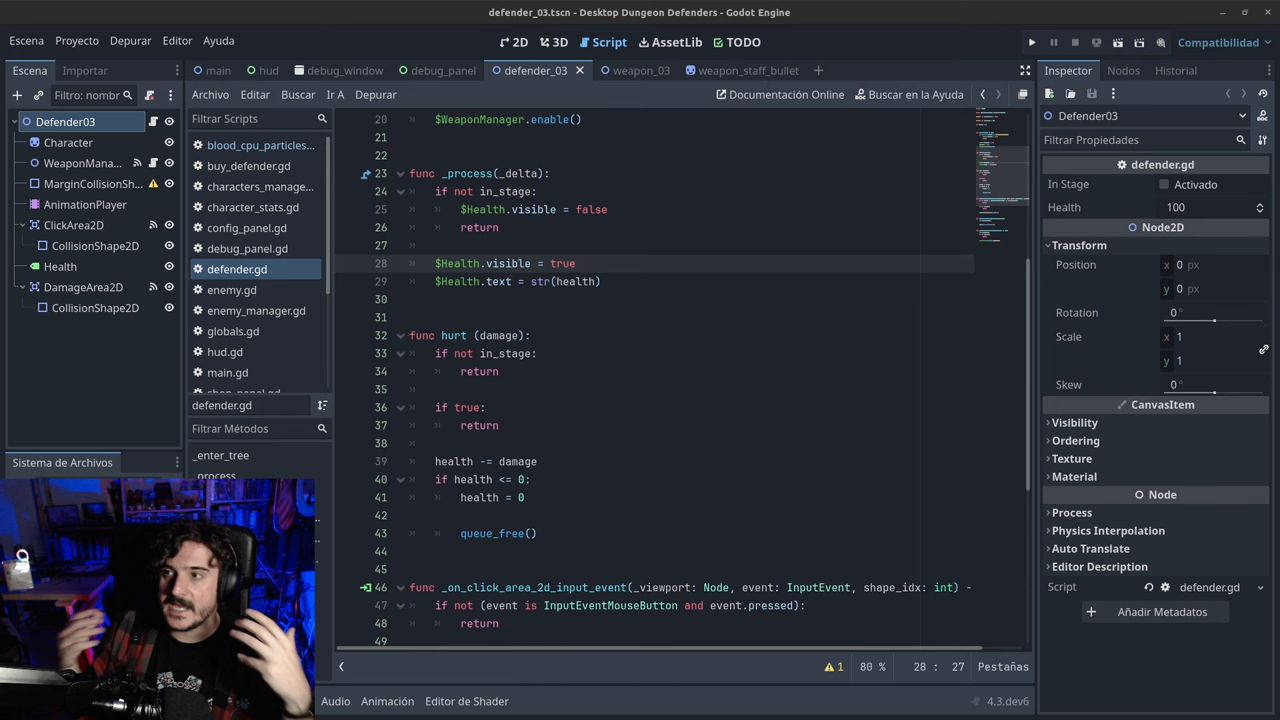 defender_03.tscn - Desktop Dungeon Defenders - Godot Engine
Escena Proyecto Depurar Editor Ayuda
2D 3D Script AssetLib TODO
Compatibilidad
Escena Importar
main hud debug_window debug_panel defender_03 weapon_03 weapon_staff_bullet
Inspector Nodos Historial
Filtro: nombr
Archivo Editar Buscar Ir A Depurar
Documentación Online Buscar en la Ayuda
Defender03
Character
WeaponMana...
MarginCollisionSh...
AnimationPlayer
ClickArea2D
CollisionShape2D
Health
DamageArea2D
CollisionShape2D
Sistema de Archivos
Filtrar Scripts
blood_cpu_particles...
buy_defender.gd
characters_manage...
character_stats.gd
config_panel.gd
debug_panel.gd
defender.gd
enemy.gd
enemy_manager.gd
globals.gd
hud.gd
main.gd
defender.gd
Filtrar Métodos
_enter_tree
_process
20 $WeaponManager.enable()
21
22
23 func _process(_delta):
24 if not in_stage:
25 $Health.visible = false
26 return
27
28 $Health.visible = true
29 $Health.text = str(health)
30
31
32 func hurt (damage):
33 if not in_stage:
34 return
35
36 if true:
37 return
38
39 health -= damage
40 if health <= 0:
41 health = 0
42
43 queue_free()
44
45
46 func _on_click_area_2d_input_event(_viewport: Node, event: InputEvent, shape_idx: int) -
47 if not (event is InputEventMouseButton and event.pressed):
48 return
49
1 80 % 28 : 27 Pestañas
Audio Animación Editor de Shader
4.3.dev6
Defender03
Filtrar Propiedades
defender.gd
In Stage Activado
Health 100
Node2D
Transform
Position x 0 px
y 0 px
Rotation 0 °
Scale x 1
y 1
Skew 0 °
CanvasItem
Visibility
Ordering
Texture
Material
Node
Process
Physics Interpolation
Auto Translate
Editor Description
Script defender.gd
Añadir Metadatos